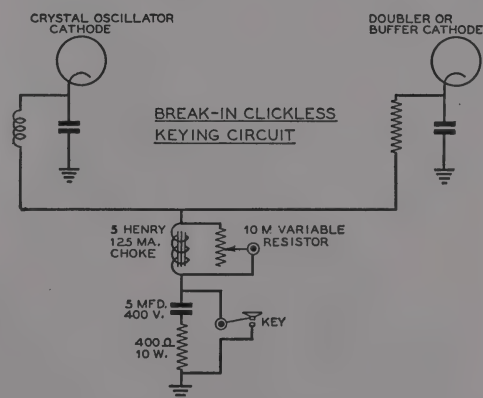 CRYSTAL OSCILLATOR
CATHODE
DOUBLER OR
BUFFER CATHODE
BREAK-IN CLICKLESS
KEYING CIRCUIT
5 HENRY
125 MA.
CHOKE
10 M VARIABLE
RESISTOR
5 MFD.
400 V.
KEY
400Ω
10 W.